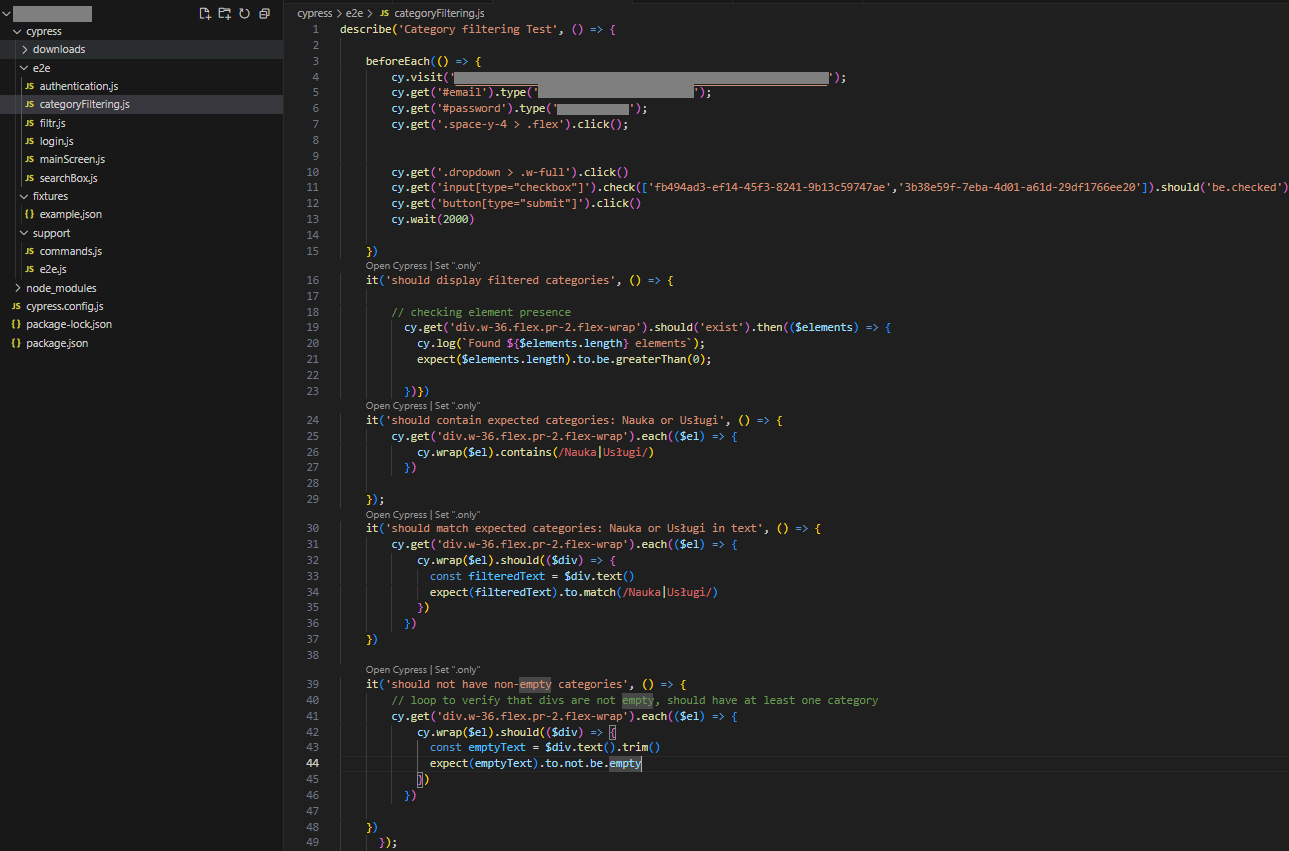 cypress
downloads
e2e
JS authentication.js
JS categoryFiltering.js
JS filtr.js
JS login.js
JS mainScreen.js
JS searchBox.js
fixtures
{} example.json
support
JS commands.js
JS e2e.js
node_modules
JS cypress.config.js
{} package-lock.json
{} package.json
cypress > e2e > JS categoryFiltering.js
1 describe('Category filtering Test', () => {
2
3 beforeEach(() => {
4 cy.visit('');
5 cy.get('#email').type('');
6 cy.get('#password').type('');
7 cy.get('.space-y-4 > .flex').click();
8
9
10 cy.get('.dropdown > .w-full').click()
11 cy.get('input[type="checkbox"]').check(['fb494ad3-ef14-45f3-8241-9b13c59747ae','3b38e59f-7eba-4d01-a61d-29df1766ee20']).should('be.checked')
12 cy.get('button[type="submit"]').click()
13 cy.wait(2000)
14
15 })
Open Cypress | Set ".only"
16 it('should display filtered categories', () => {
17
18 // checking element presence
19 cy.get('div.w-36.flex.pr-2.flex-wrap').should('exist').then(($elements) => {
20 cy.log(`Found ${$elements.length} elements`);
21 expect($elements.length).to.be.greaterThan(0);
22
23 })})
Open Cypress | Set ".only"
24 it('should contain expected categories: Nauka or Usługi', () => {
25 cy.get('div.w-36.flex.pr-2.flex-wrap').each(($el) => {
26 cy.wrap($el).contains(/Nauka|Usługi/)
27 })
28
29 });
Open Cypress | Set ".only"
30 it('should match expected categories: Nauka or Usługi in text', () => {
31 cy.get('div.w-36.flex.pr-2.flex-wrap').each(($el) => {
32 cy.wrap($el).should(($div) => {
33 const filteredText = $div.text()
34 expect(filteredText).to.match(/Nauka|Usługi/)
35 })
36 })
37 })
38
Open Cypress | Set ".only"
39 it('should not have non-empty categories', () => {
40 // loop to verify that divs are not empty, should have at least one category
41 cy.get('div.w-36.flex.pr-2.flex-wrap').each(($el) => {
42 cy.wrap($el).should(($div) => {
43 const emptyText = $div.text().trim()
44 expect(emptyText).to.not.be.empty
45 })
46 })
47
48 })
49 });